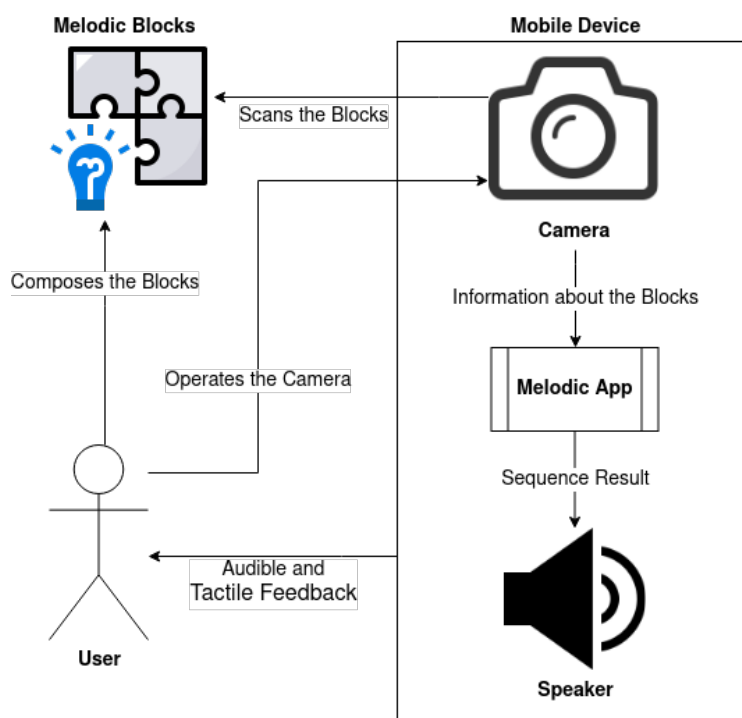 Melodic Blocks
Mobile Device
Scans the Blocks
Camera
Composes the Blocks
Information about the Blocks
Operates the Camera
Melodic App
Sequence Result
Audible and
Tactile Feedback
User
Speaker